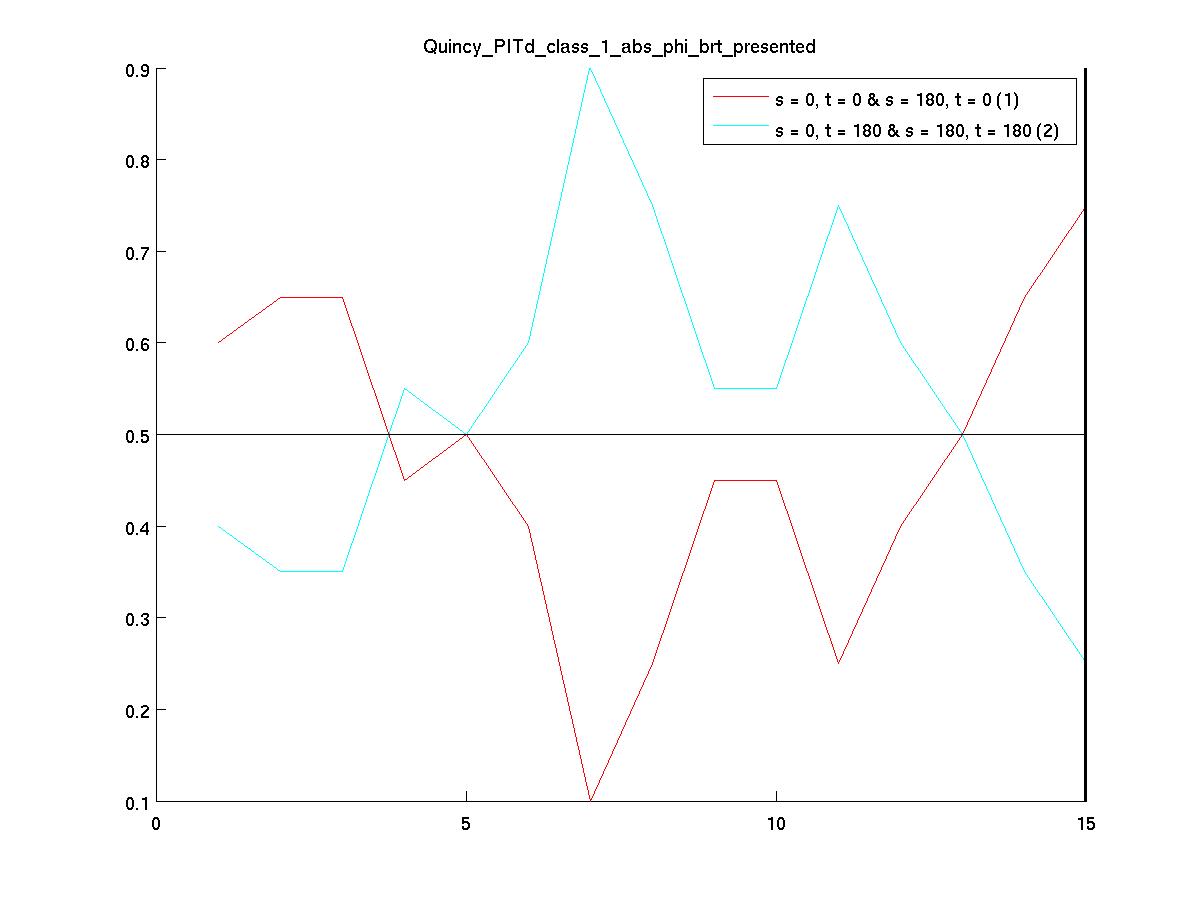 Quincy_PITd_class_1_abs_phi_brt_presented
s = 0, t = 0 & s = 180, t = 0 (1)
s = 0, t = 180 & s = 180, t = 180 (2)
0.9
0.8
0.7
0.6
0.5
0.4
0.3
0.2
0.1
0 5 10 15